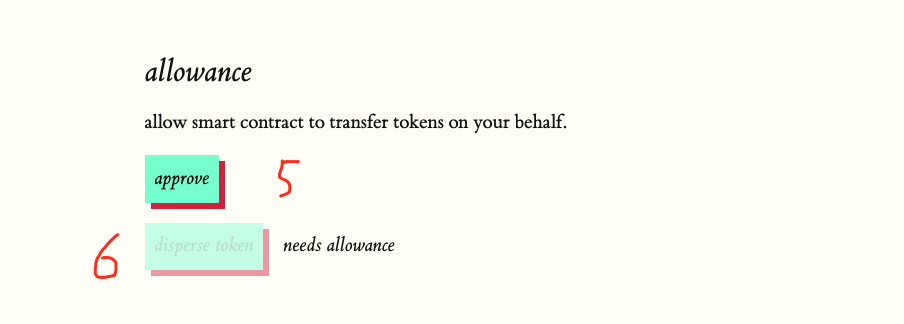 allowance
allow smart contract to transfer tokens on your behalf.
approve 5
6 disperse token needs allowance